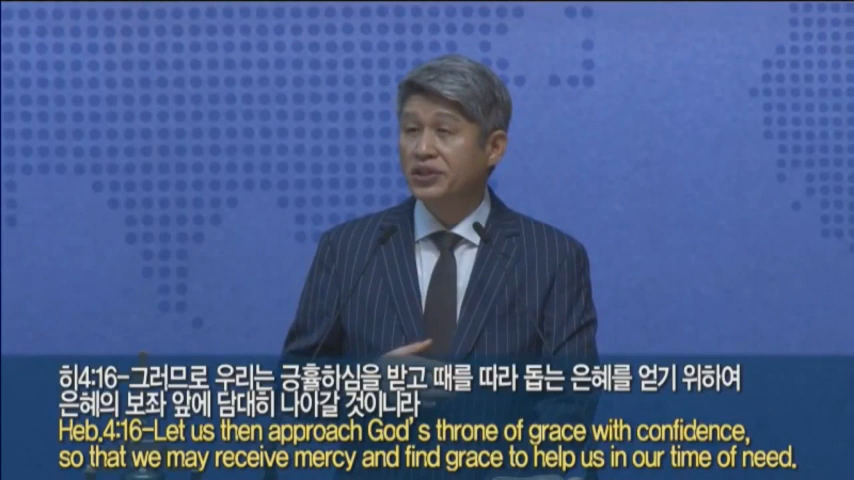 히4:16-그러므로 우리는 긍휼하심을 받고 때를 따라 돕는 은혜를 얻기 위하여
은혜의 보좌 앞에 담대히 나아갈 것이니라
Heb.4:16-Let us then approach God's throne of grace with confidence,
so that we may receive mercy and find grace to help us in our time of need.